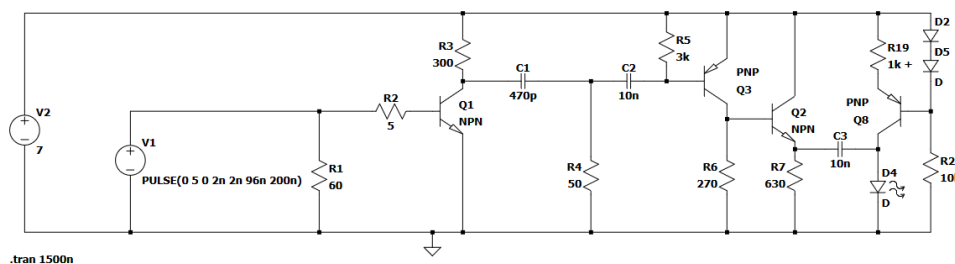 D2
R3
300
R5
3k
R19
1k +
D5
D
C1
470p
C2
10n
PNP
Q3
PNP
Q8
V2
7
R2
5
Q1
NPN
Q2
NPN
V1
PULSE(0 5 0 2n 2n 96n 200n)
R1
60
R4
50
R6
270
R7
630
C3
10n
D4
D
R2
.tran 1500n